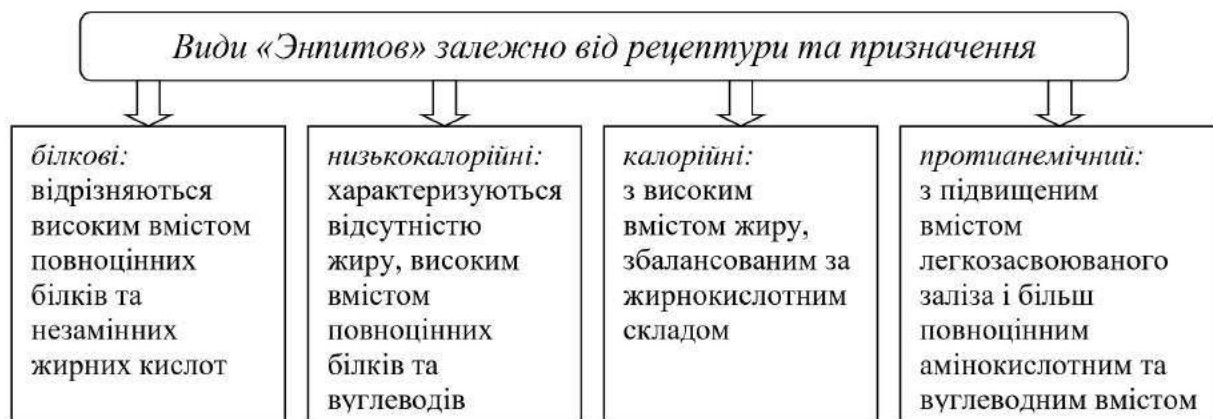 Види «Энпитов» залежно від рецептури та призначення
білкові:
відрізняються
високим вмістом
повноцінних
білків та
незамінних
жирних кислот
низькокалорійні:
характеризуються
відсутністю
жиру, високим
вмістом
повноцінних
білків та
вуглеводів
калорійні:
з високим
вмістом жиру,
збалансованим за
жирнокислотним
складом
протианемічний:
з підвищеним
вмістом
легкозасвоюваного
заліза і більш
повноцінним
амінокислотним та
вуглеводним вмістом